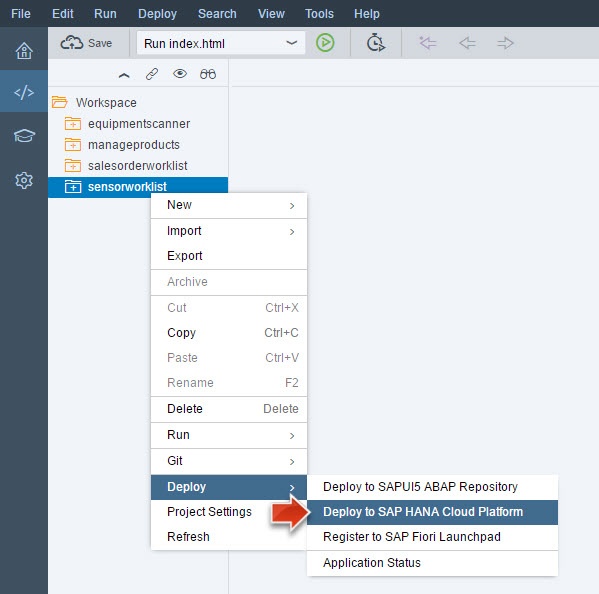 File Edit Run Deploy Search View Tools Help
Save Run index.html
Workspace
equipmentscanner
manageproducts
salesorderworklist
sensorworklist
New
Import
Export
Archive
Cut Ctrl+X
Copy Ctrl+C
Paste Ctrl+V
Rename F2
Delete Delete
Run
Git
Deploy
Deploy to SAPUI5 ABAP Repository
Project Settings
Deploy to SAP HANA Cloud Platform
Refresh
Register to SAP Fiori Launchpad
Application Status